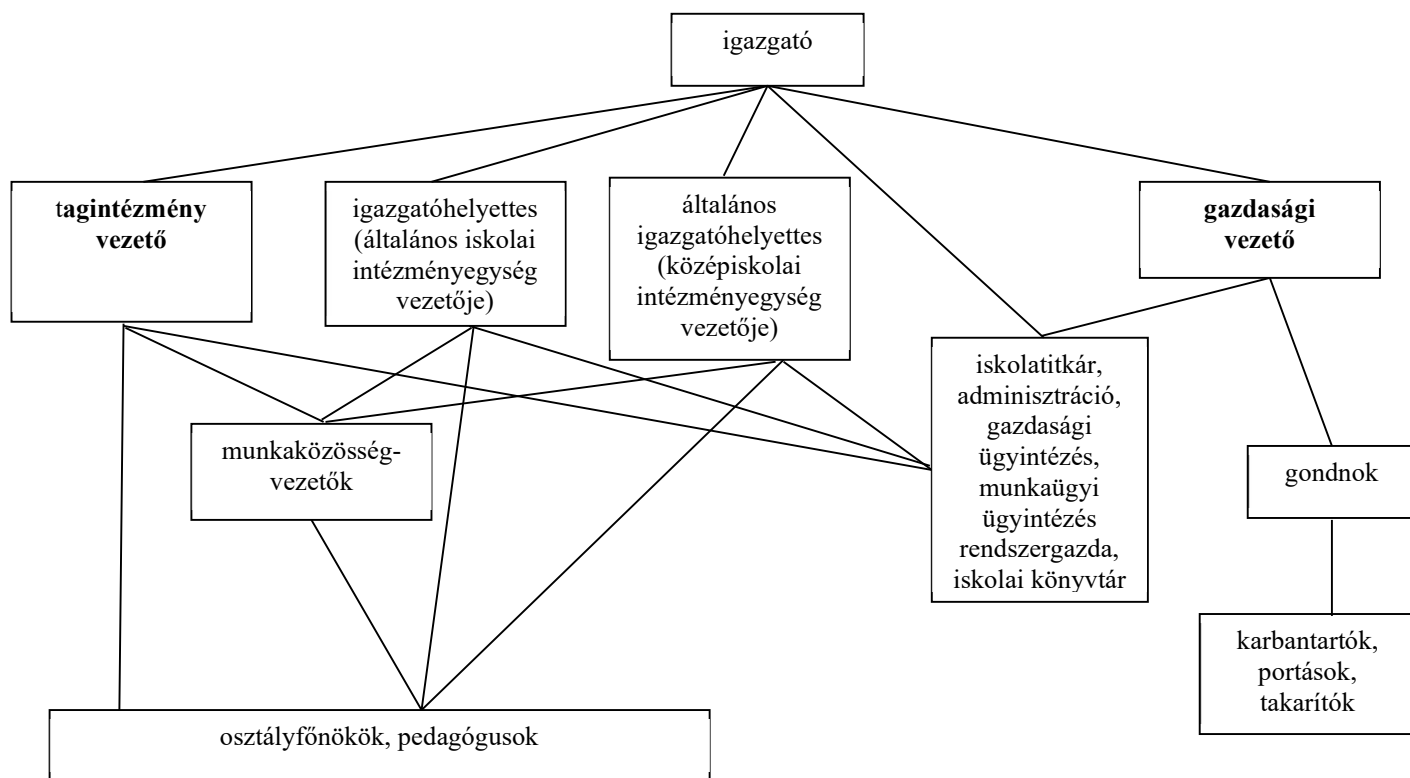 igazgató
tagintézmény
vezető
igazgatóhelyettes
(általános iskolai
intézményegység
vezetője)
általános
igazgatóhelyettes
(középiskolai
intézményegység
vezetője)
gazdasági
vezető
iskolatitkár,
adminisztráció,
gazdasági
ügyintézés,
munkaügyi
ügyintézés
rendszergazda,
iskolai könyvtár
munkaközösség-
vezetők
gondnok
karbantartók,
portások,
takarítók
osztályfőnökök, pedagógusok